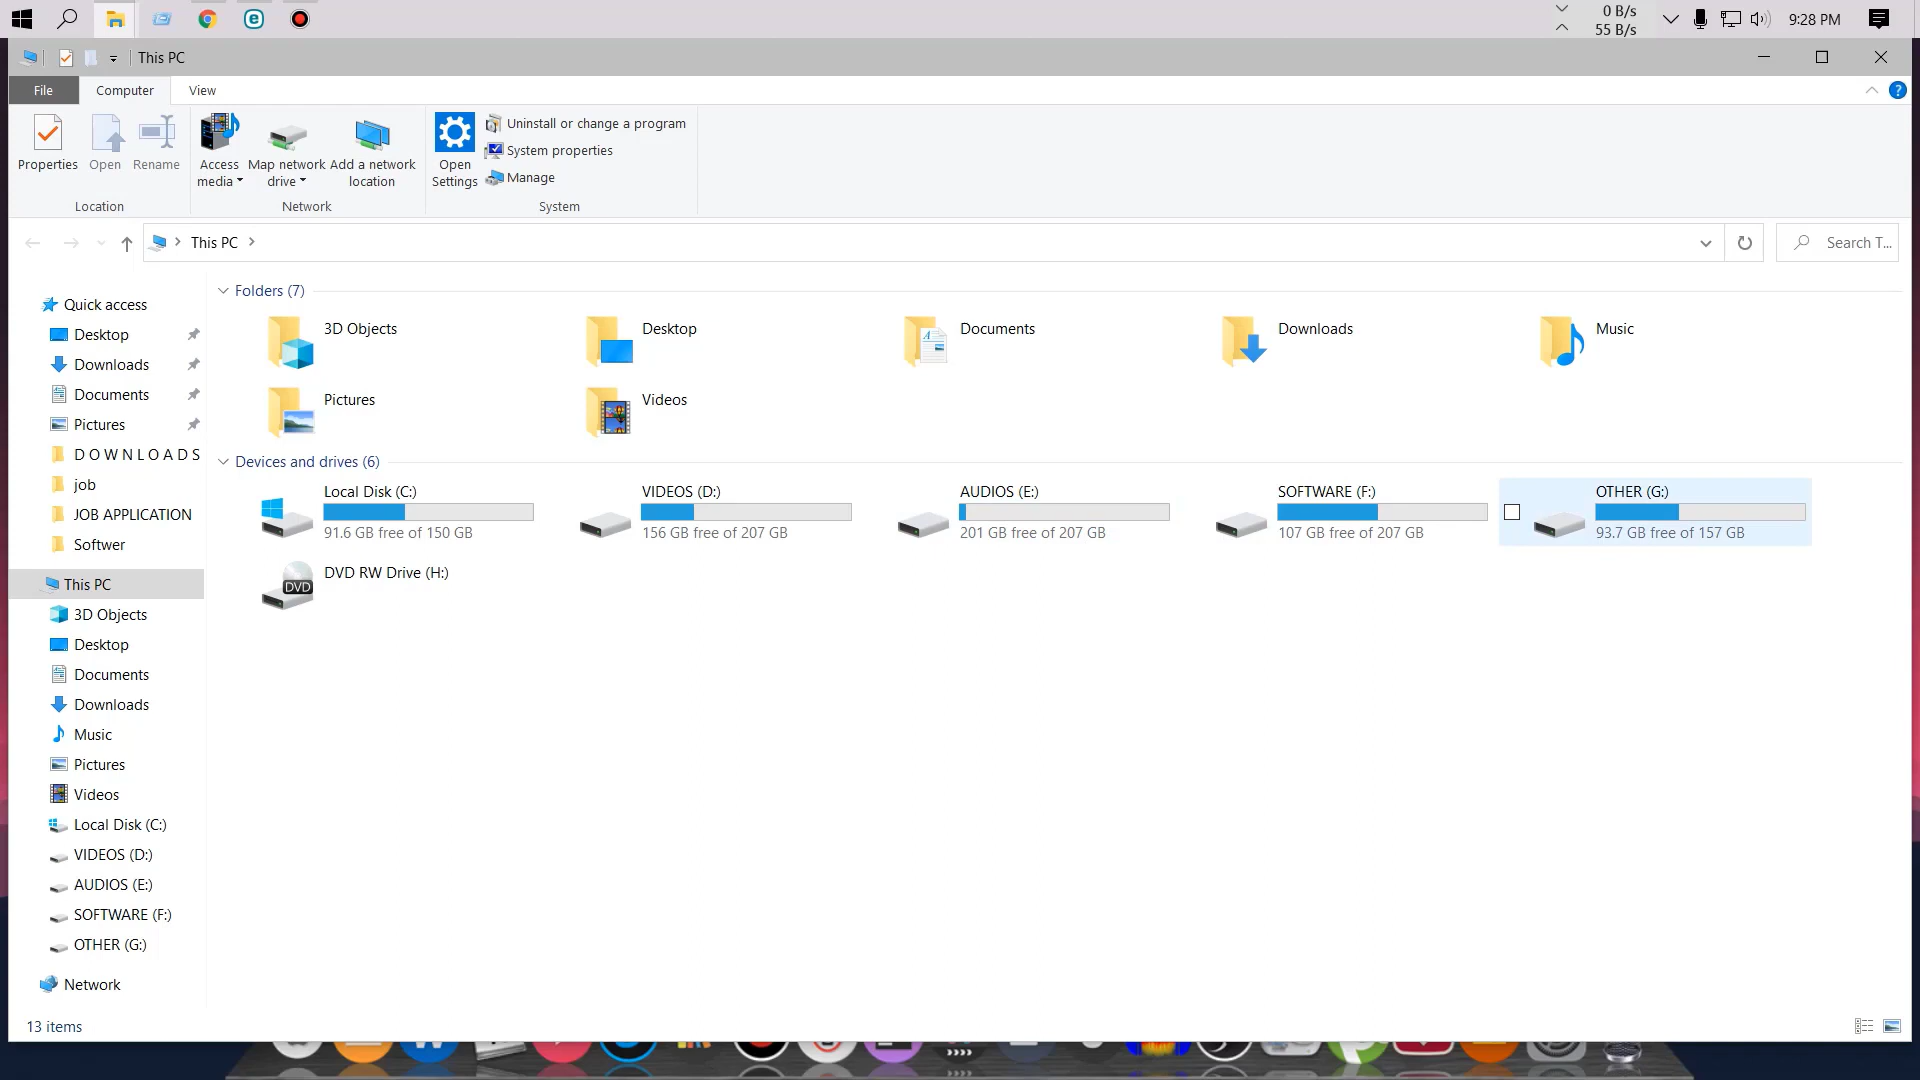 0 B/s
55 B/s
9:28 PM
This PC
File
Computer
View
Properties
Open
Rename
Access media
Map network drive
Add a network location
Open Settings
Uninstall or change a program
System properties
Manage
Location
Network
System
This PC
Search T...
Quick access
Desktop
Downloads
Documents
Pictures
D O W N L O A D S
job
JOB APPLICATION
Softwer
This PC
3D Objects
Desktop
Documents
Downloads
Music
Pictures
Videos
Local Disk (C:)
VIDEOS (D:)
AUDIOS (E:)
SOFTWARE (F:)
OTHER (G:)
Network
Folders (7)
3D Objects
Desktop
Documents
Downloads
Music
Pictures
Videos
Devices and drives (6)
Local Disk (C:)
91.6 GB free of 150 GB
VIDEOS (D:)
156 GB free of 207 GB
AUDIOS (E:)
201 GB free of 207 GB
SOFTWARE (F:)
107 GB free of 207 GB
OTHER (G:)
93.7 GB free of 157 GB
DVD RW Drive (H:)
DVD
13 items